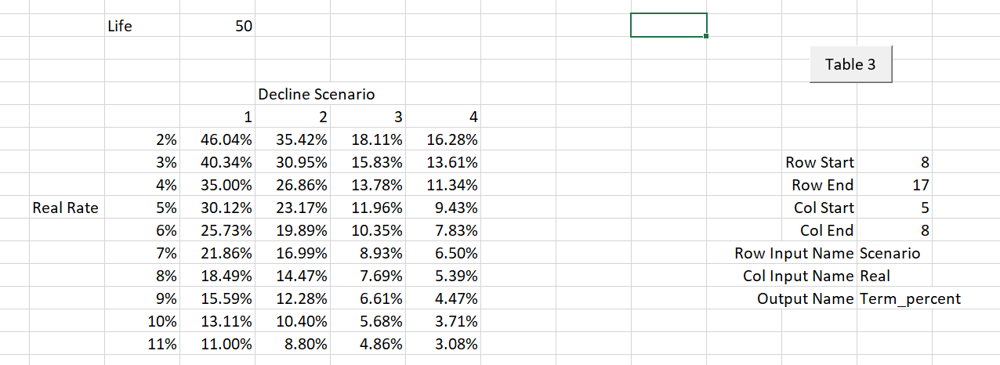 Life 50
Table 3
Decline Scenario
1 2 3 4
2% 46.04% 35.42% 18.11% 16.28%
3% 40.34% 30.95% 15.83% 13.61% Row Start 8
4% 35.00% 26.86% 13.78% 11.34% Row End 17
Real Rate 5% 30.12% 23.17% 11.96% 9.43% Col Start 5
6% 25.73% 19.89% 10.35% 7.83% Col End 8
7% 21.86% 16.99% 8.93% 6.50% Row Input Name Scenario
8% 18.49% 14.47% 7.69% 5.39% Col Input Name Real
9% 15.59% 12.28% 6.61% 4.47% Output Name Term_percent
10% 13.11% 10.40% 5.68% 3.71%
11% 11.00% 8.80% 4.86% 3.08%